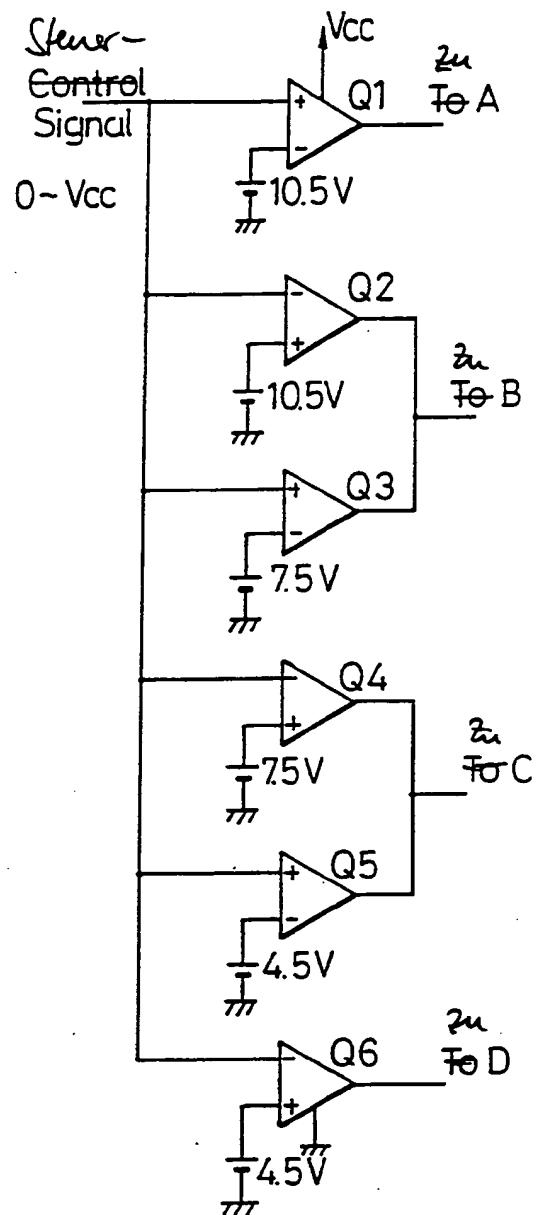 Steuer-
Control
Signal
0~Vcc
Vcc
Q1
+
-
10.5V
Zu
To A
Q2
-
+
10.5V
Zu
To B
Q3
+
-
7.5V
Q4
-
+
7.5V
Zu
To C
Q5
+
-
4.5V
Q6
-
+
4.5V
Zu
To D